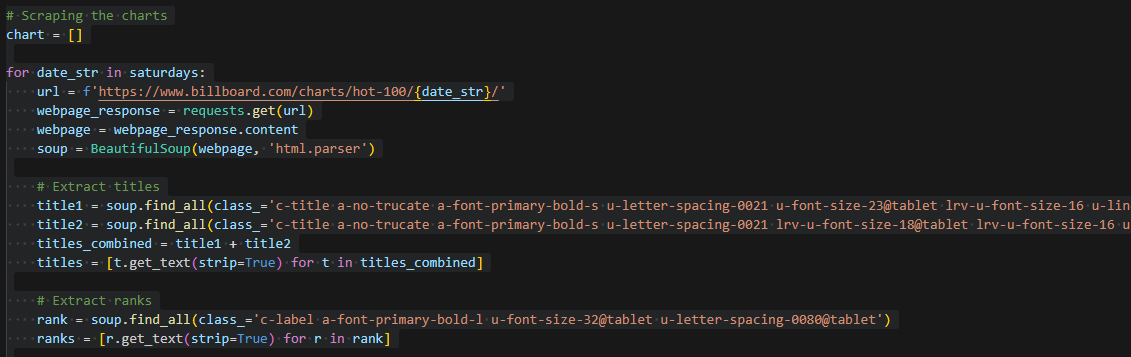 # Scraping the charts
chart = []
for date_str in saturdays:
    url = f'https://www.billboard.com/charts/hot-100/{date_str}/'
    webpage_response = requests.get(url)
    webpage = webpage_response.content
    soup = BeautifulSoup(webpage, 'html.parser')
    # Extract titles
    title1 = soup.find_all(class_='c-title a-no-trucate a-font-primary-bold-s u-letter-spacing-0021 u-font-size-23@tablet lrv-u-font-size-16 u-lin
    title2 = soup.find_all(class_='c-title a-no-trucate a-font-primary-bold-s u-letter-spacing-0021 lrv-u-font-size-18@tablet lrv-u-font-size-16 u
    titles_combined = title1 + title2
    titles = [t.get_text(strip=True) for t in titles_combined]
    # Extract ranks
    rank = soup.find_all(class_='c-label a-font-primary-bold-l u-font-size-32@tablet u-letter-spacing-0080@tablet')
    ranks = [r.get_text(strip=True) for r in rank]